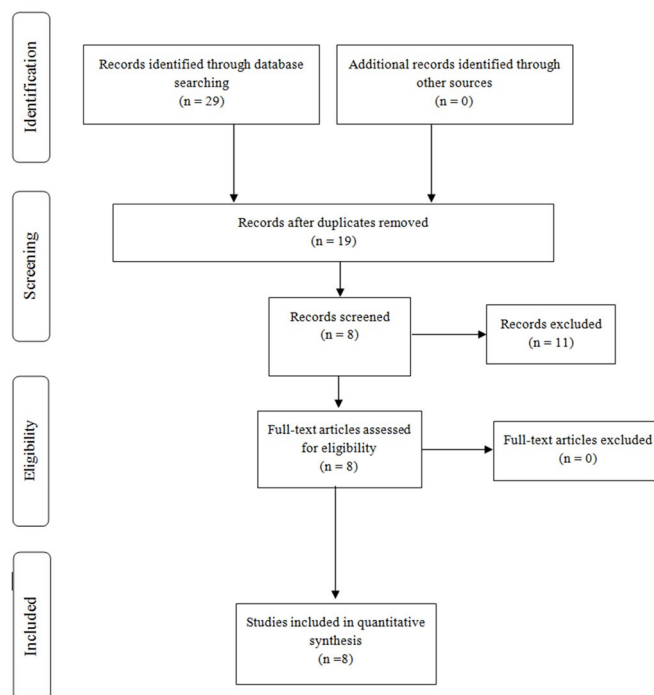 Identification
Records identified through database
searching
(n = 29)
Additional records identified through
other sources
(n = 0)
Screening
Records after duplicates removed
(n = 19)
Records screened
(n = 8)
Records excluded
(n = 11)
Eligibility
Full-text articles assessed
for eligibility
(n = 8)
Full-text articles excluded
(n = 0)
Included
Studies included in quantitative
synthesis
(n =8)